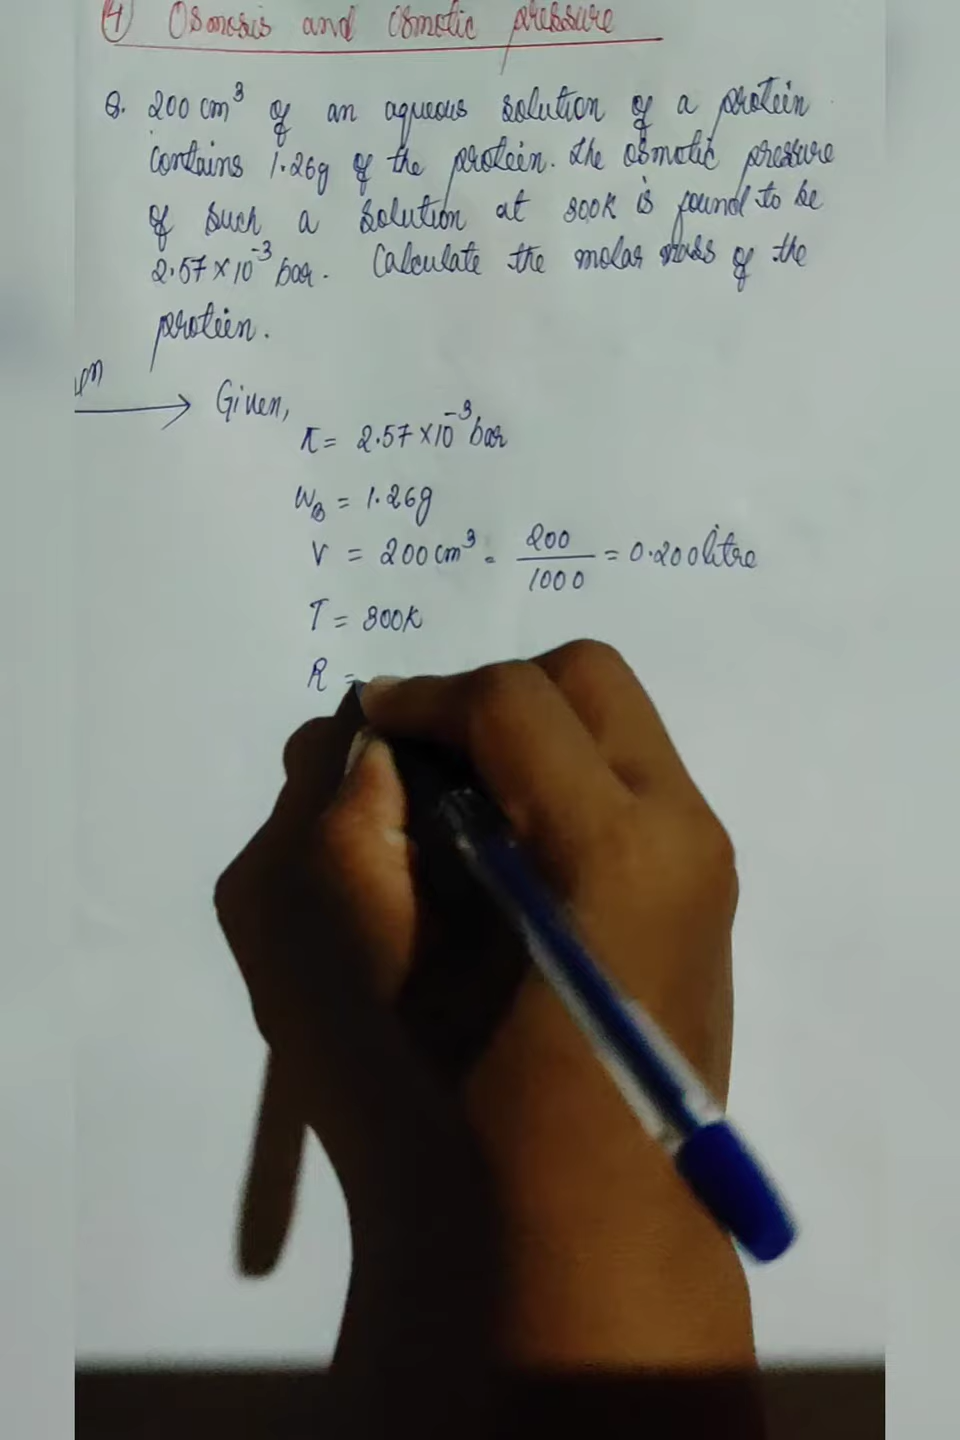 ④ Osmosis and osmotic pressure
Q. 200 cm³ of an aqueous solution of a protein
contains 1.26g of the protein. The osmotic pressure
of such a solution at 300K is found to be
2.57×10⁻³ bar. Calculate the molar mass of the
protien.
Given,
π = 2.57×10⁻³ bar
W_B = 1.26g
V = 200 cm³ = 200/1000 = 0.200 litre
T = 300K
R =